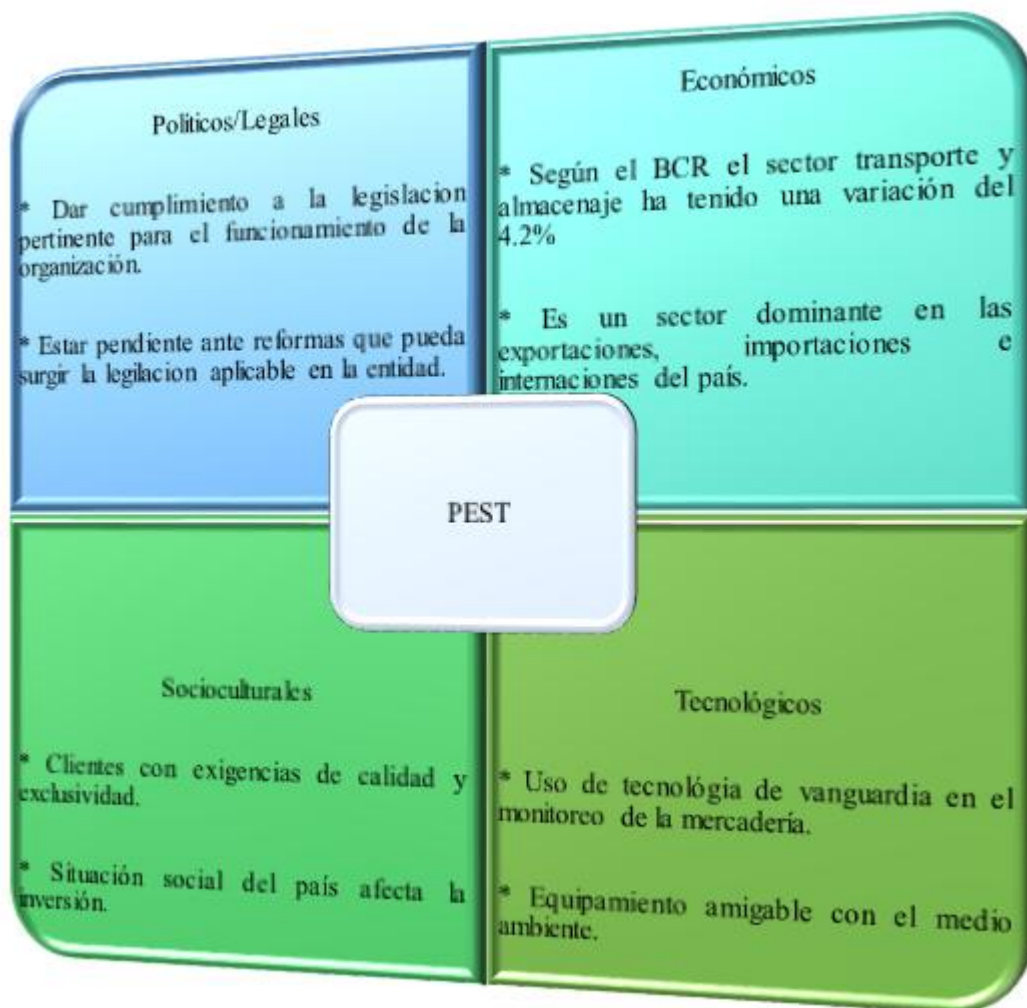 Políticos/Legales
* Dar cumplimiento a la legislacion
pertinente para el funcionamiento de la
organización.
* Estar pendiente ante reformas que pueda
surgir la legilacion aplicable en la entidad.
Económicos
* Según el BCR el sector transporte y
almacenaje ha tenido una variación del
4.2%
* Es un sector dominante en las
exportaciones, importaciones e
internaciones del país.
PEST
Socioculturales
* Clientes con exigencias de calidad y
exclusividad.
* Situación social del país afecta la
inversión.
Tecnológicos
* Uso de tecnológia de vanguardia en el
monitoreo de la mercadería.
* Equipamiento amigable con el medio
ambiente.